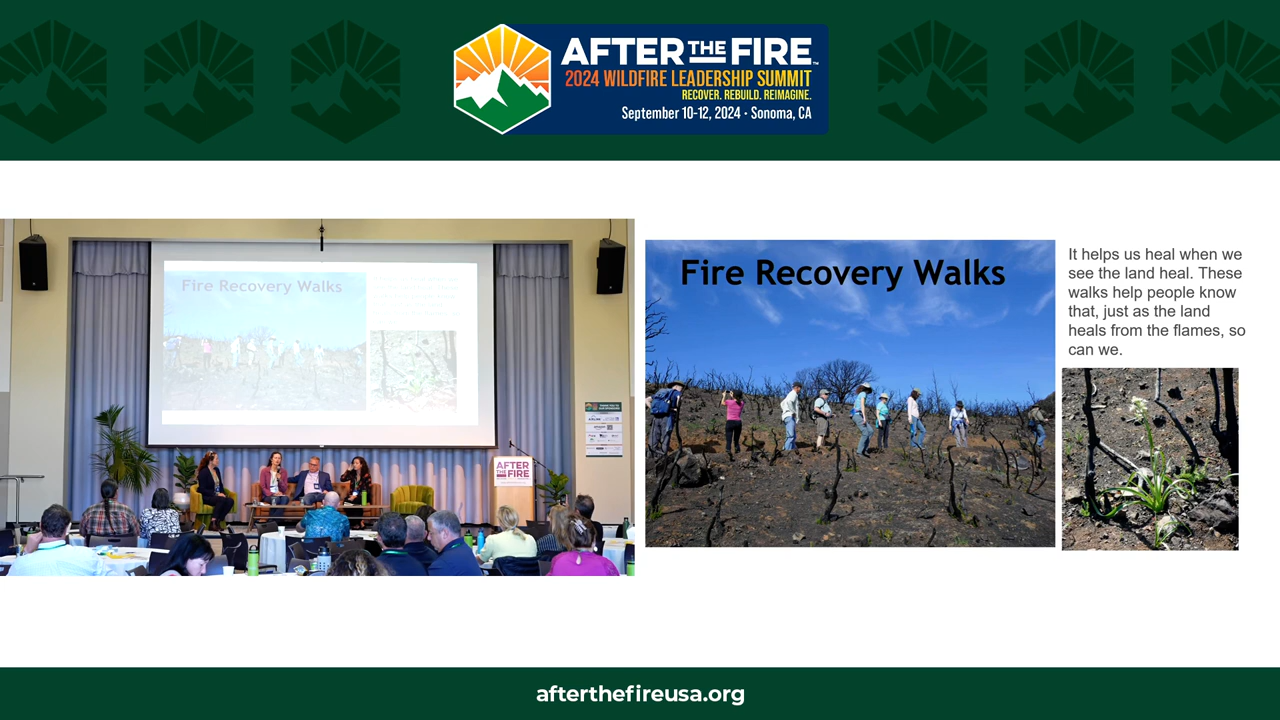 AFTER THE FIRE™
2024 WILDFIRE LEADERSHIP SUMMIT
RECOVER. REBUILD. REIMAGINE.
September 10-12, 2024 • Sonoma, CA
Fire Recovery Walks
AFTER
THE FIRE
Fire Recovery Walks
It helps us heal when we
see the land heal. These
walks help people know
that, just as the land
heals from the flames, so
can we.
afterthefireusa.org